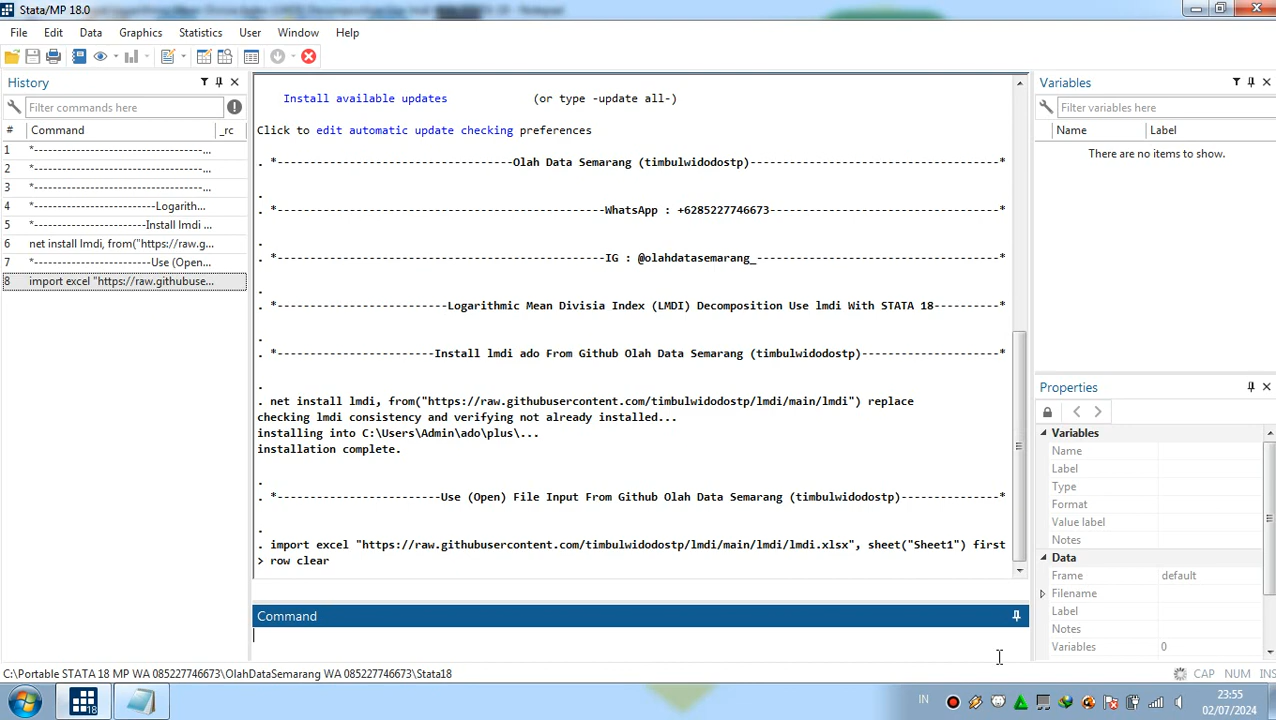 Stata/MP 18.0
File Edit Data Graphics Statistics User Window Help
History
Filter commands here
# Command _rc
1 *------------------------------------...
2 *------------------------------------...
3 *------------------------------------...
4 *--------------------------Logarith...
5 *------------------------Install lmdi ...
6 net install lmdi, from("https://raw.g...
7 *-------------------------Use (Open...
8 import excel "https://raw.githubuse...
Install available updates (or type -update all-)
Click to edit automatic update checking preferences
. *---------------------------------Olah Data Semarang (timbulwidodostp)-----------------------------------*
.
. *--------------------------------------------WhatsApp : +6285227746673--------------------------------*
.
. *--------------------------------------------IG : @olahdatasemarang_----------------------------------*
.
. *------------------------Logarithmic Mean Divisia Index (LMDI) Decomposition Use lmdi With STATA 18---------*
.
. *-----------------------Install lmdi ado From Github Olah Data Semarang (timbulwidodostp)------------------*
.
. net install lmdi, from("https://raw.githubusercontent.com/timbulwidodostp/lmdi/main/lmdi") replace
checking lmdi consistency and verifying not already installed...
installing into C:\Users\Admin\ado\plus\...
installation complete.
.
. *-----------------------Use (Open) File Input From Github Olah Data Semarang (timbulwidodostp)-------------*
.
. import excel "https://raw.githubusercontent.com/timbulwidodostp/lmdi/main/lmdi/lmdi.xlsx", sheet("Sheet1") first
> row clear
Command
Variables
Filter variables here
Name Label
There are no items to show.
Properties
Variables
Name
Label
Type
Format
Value label
Notes
Data
Frame default
Filename
Label
Notes
Variables 0
C:\Portable STATA 18 MP WA 085227746673\OlahDataSemarang WA 085227746673\Stata18
CAP NUM INS
18
IN
23:55
02/07/2024